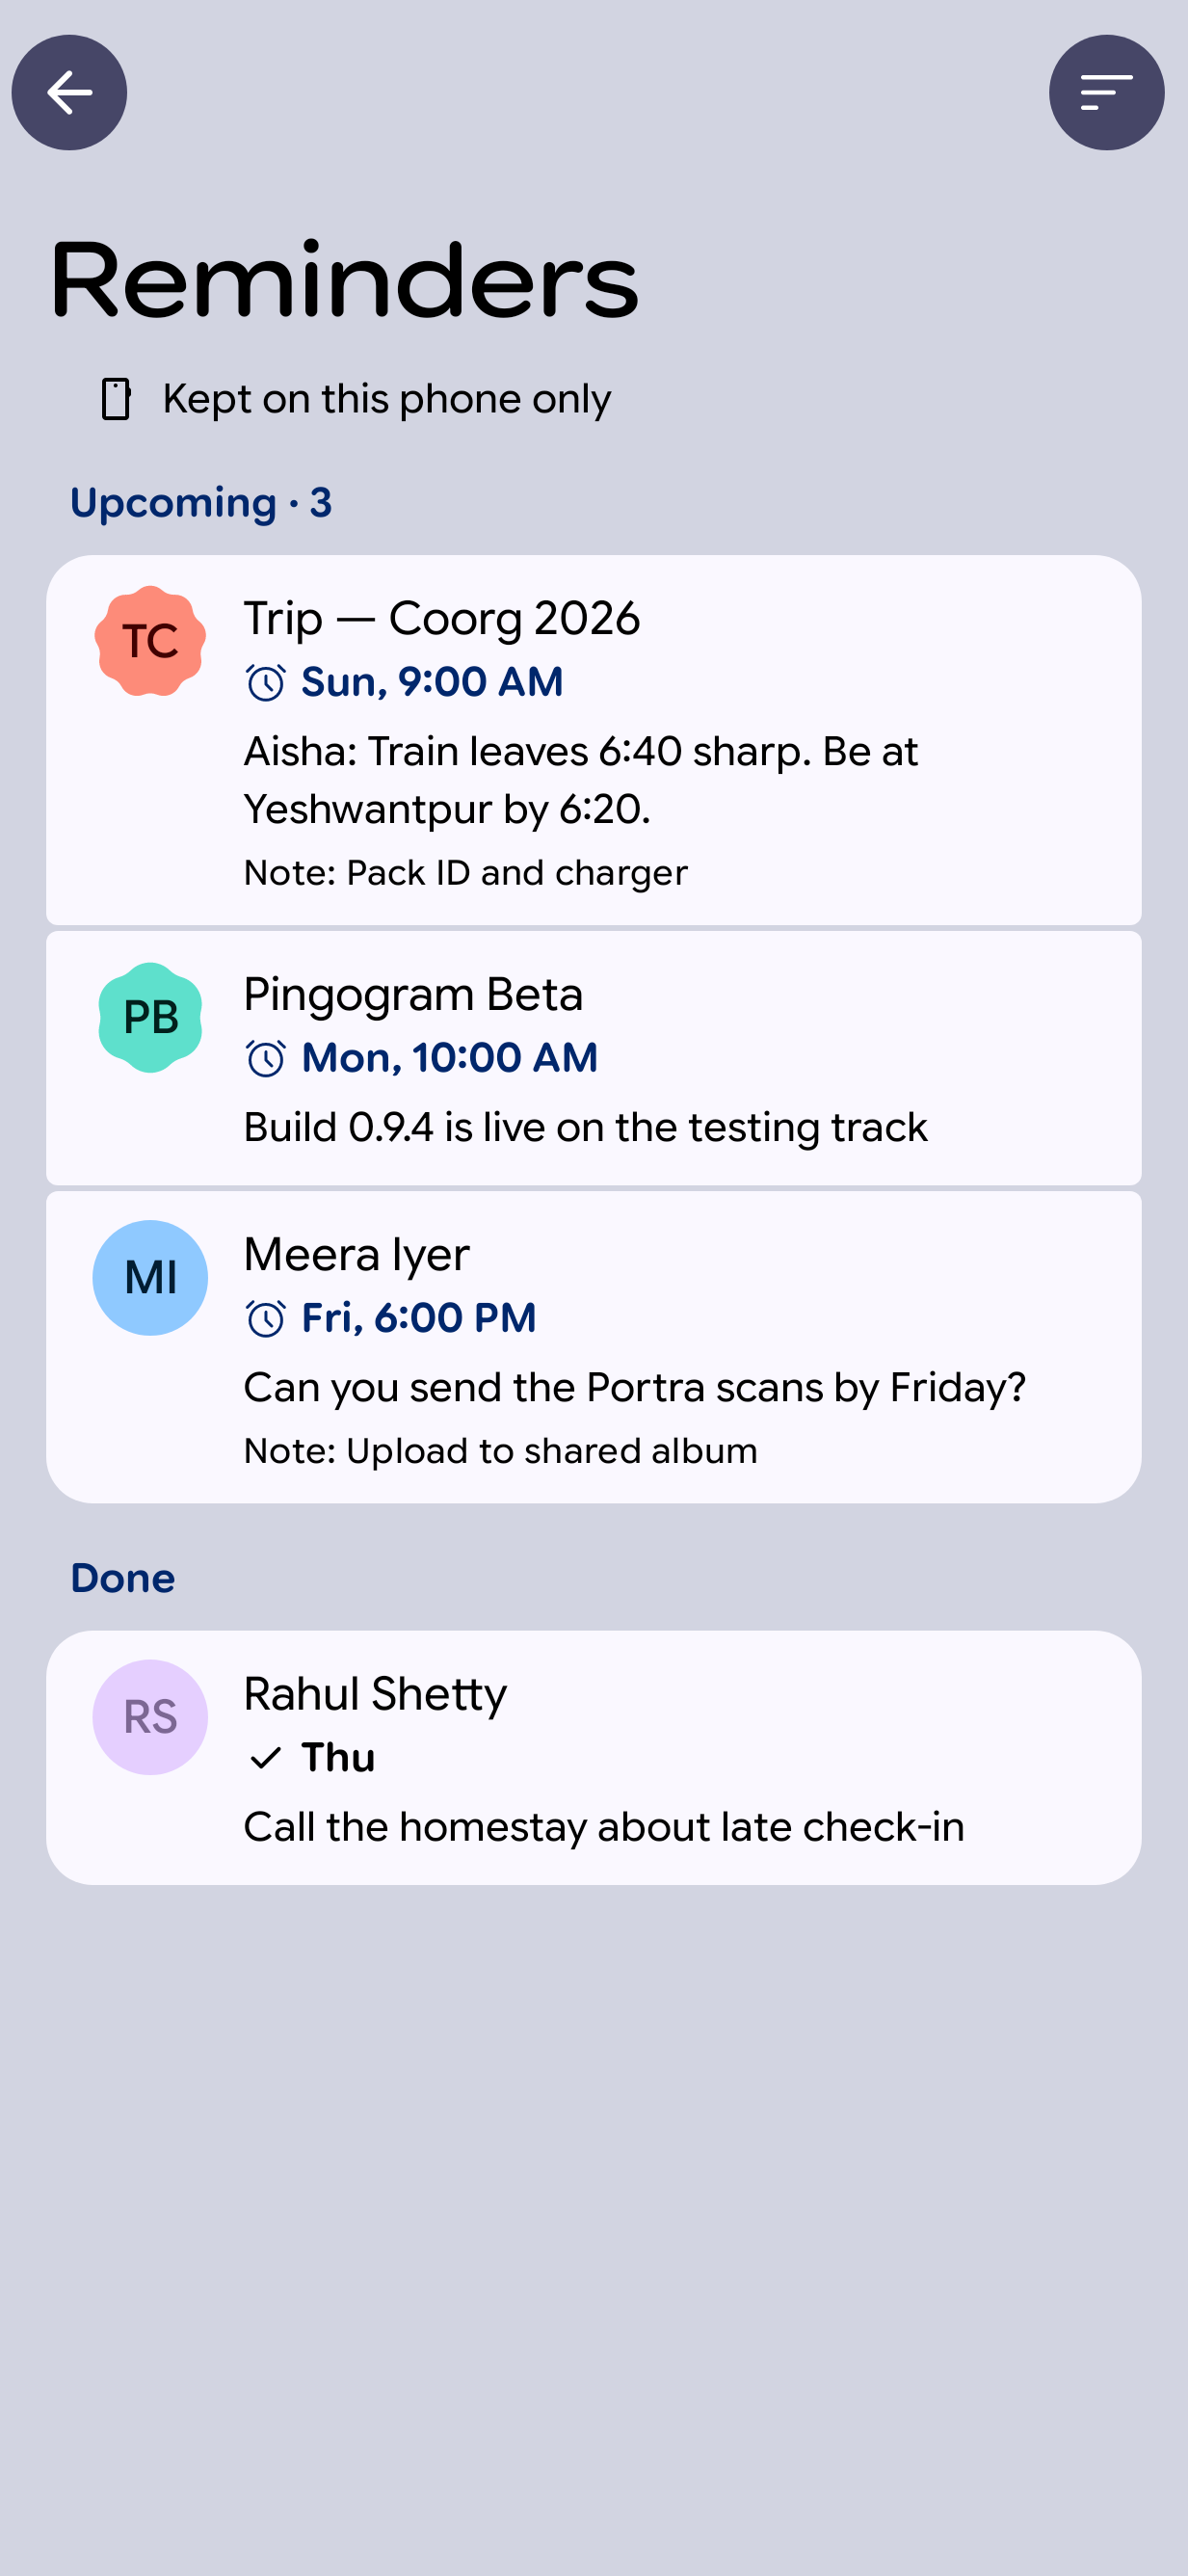 Reminders
Kept on this phone only
Upcoming · 3
TC
Trip — Coorg 2026
Sun, 9:00 AM
Aisha: Train leaves 6:40 sharp. Be at
Yeshwantpur by 6:20.
Note: Pack ID and charger
PB
Pingogram Beta
Mon, 10:00 AM
Build 0.9.4 is live on the testing track
MI
Meera Iyer
Fri, 6:00 PM
Can you send the Portra scans by Friday?
Note: Upload to shared album
Done
RS
Rahul Shetty
Thu
Call the homestay about late check-in